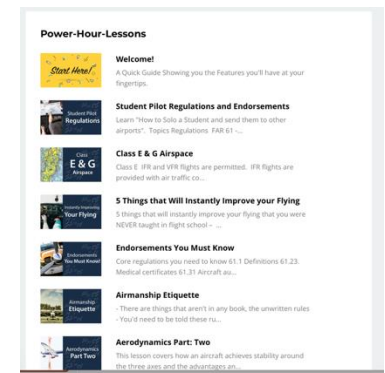 Power-Hour-Lessons
Start Here!
Welcome!
A Quick Guide Showing you the Features you'll have at your
fingertips.
Student Pilot
Regulations
Student Pilot Regulations and Endorsements
Learn "How to Solo a Student and send them to other
airports". Topics Regulations FAR 61 -...
Class
E & G
Airspace
Class E & G Airspace
Class E IFR and VFR flights are permitted. IFR flights are
provided with air traffic co...
Instantly Improving
Your Flying
5 Things that Will Instantly Improve your Flying
5 things that will instantly improve your flying that you were
NEVER taught in flight school – ...
Endorsements
You Must Know!
Endorsements You Must Know
Core regulations you need to know 61.1 Definitions 61.23.
Medical certificates 61.31 Aircraft au...
Airmanship
Etiquette
Airmanship Etiquette
- There are things that aren't in any book, the unwritten rules
- You'd need to be told these ru...
Aerodynamics
Part Two
Aerodynamics Part: Two
This lesson covers how an aircraft achieves stability around
the three axes and the advantages an...